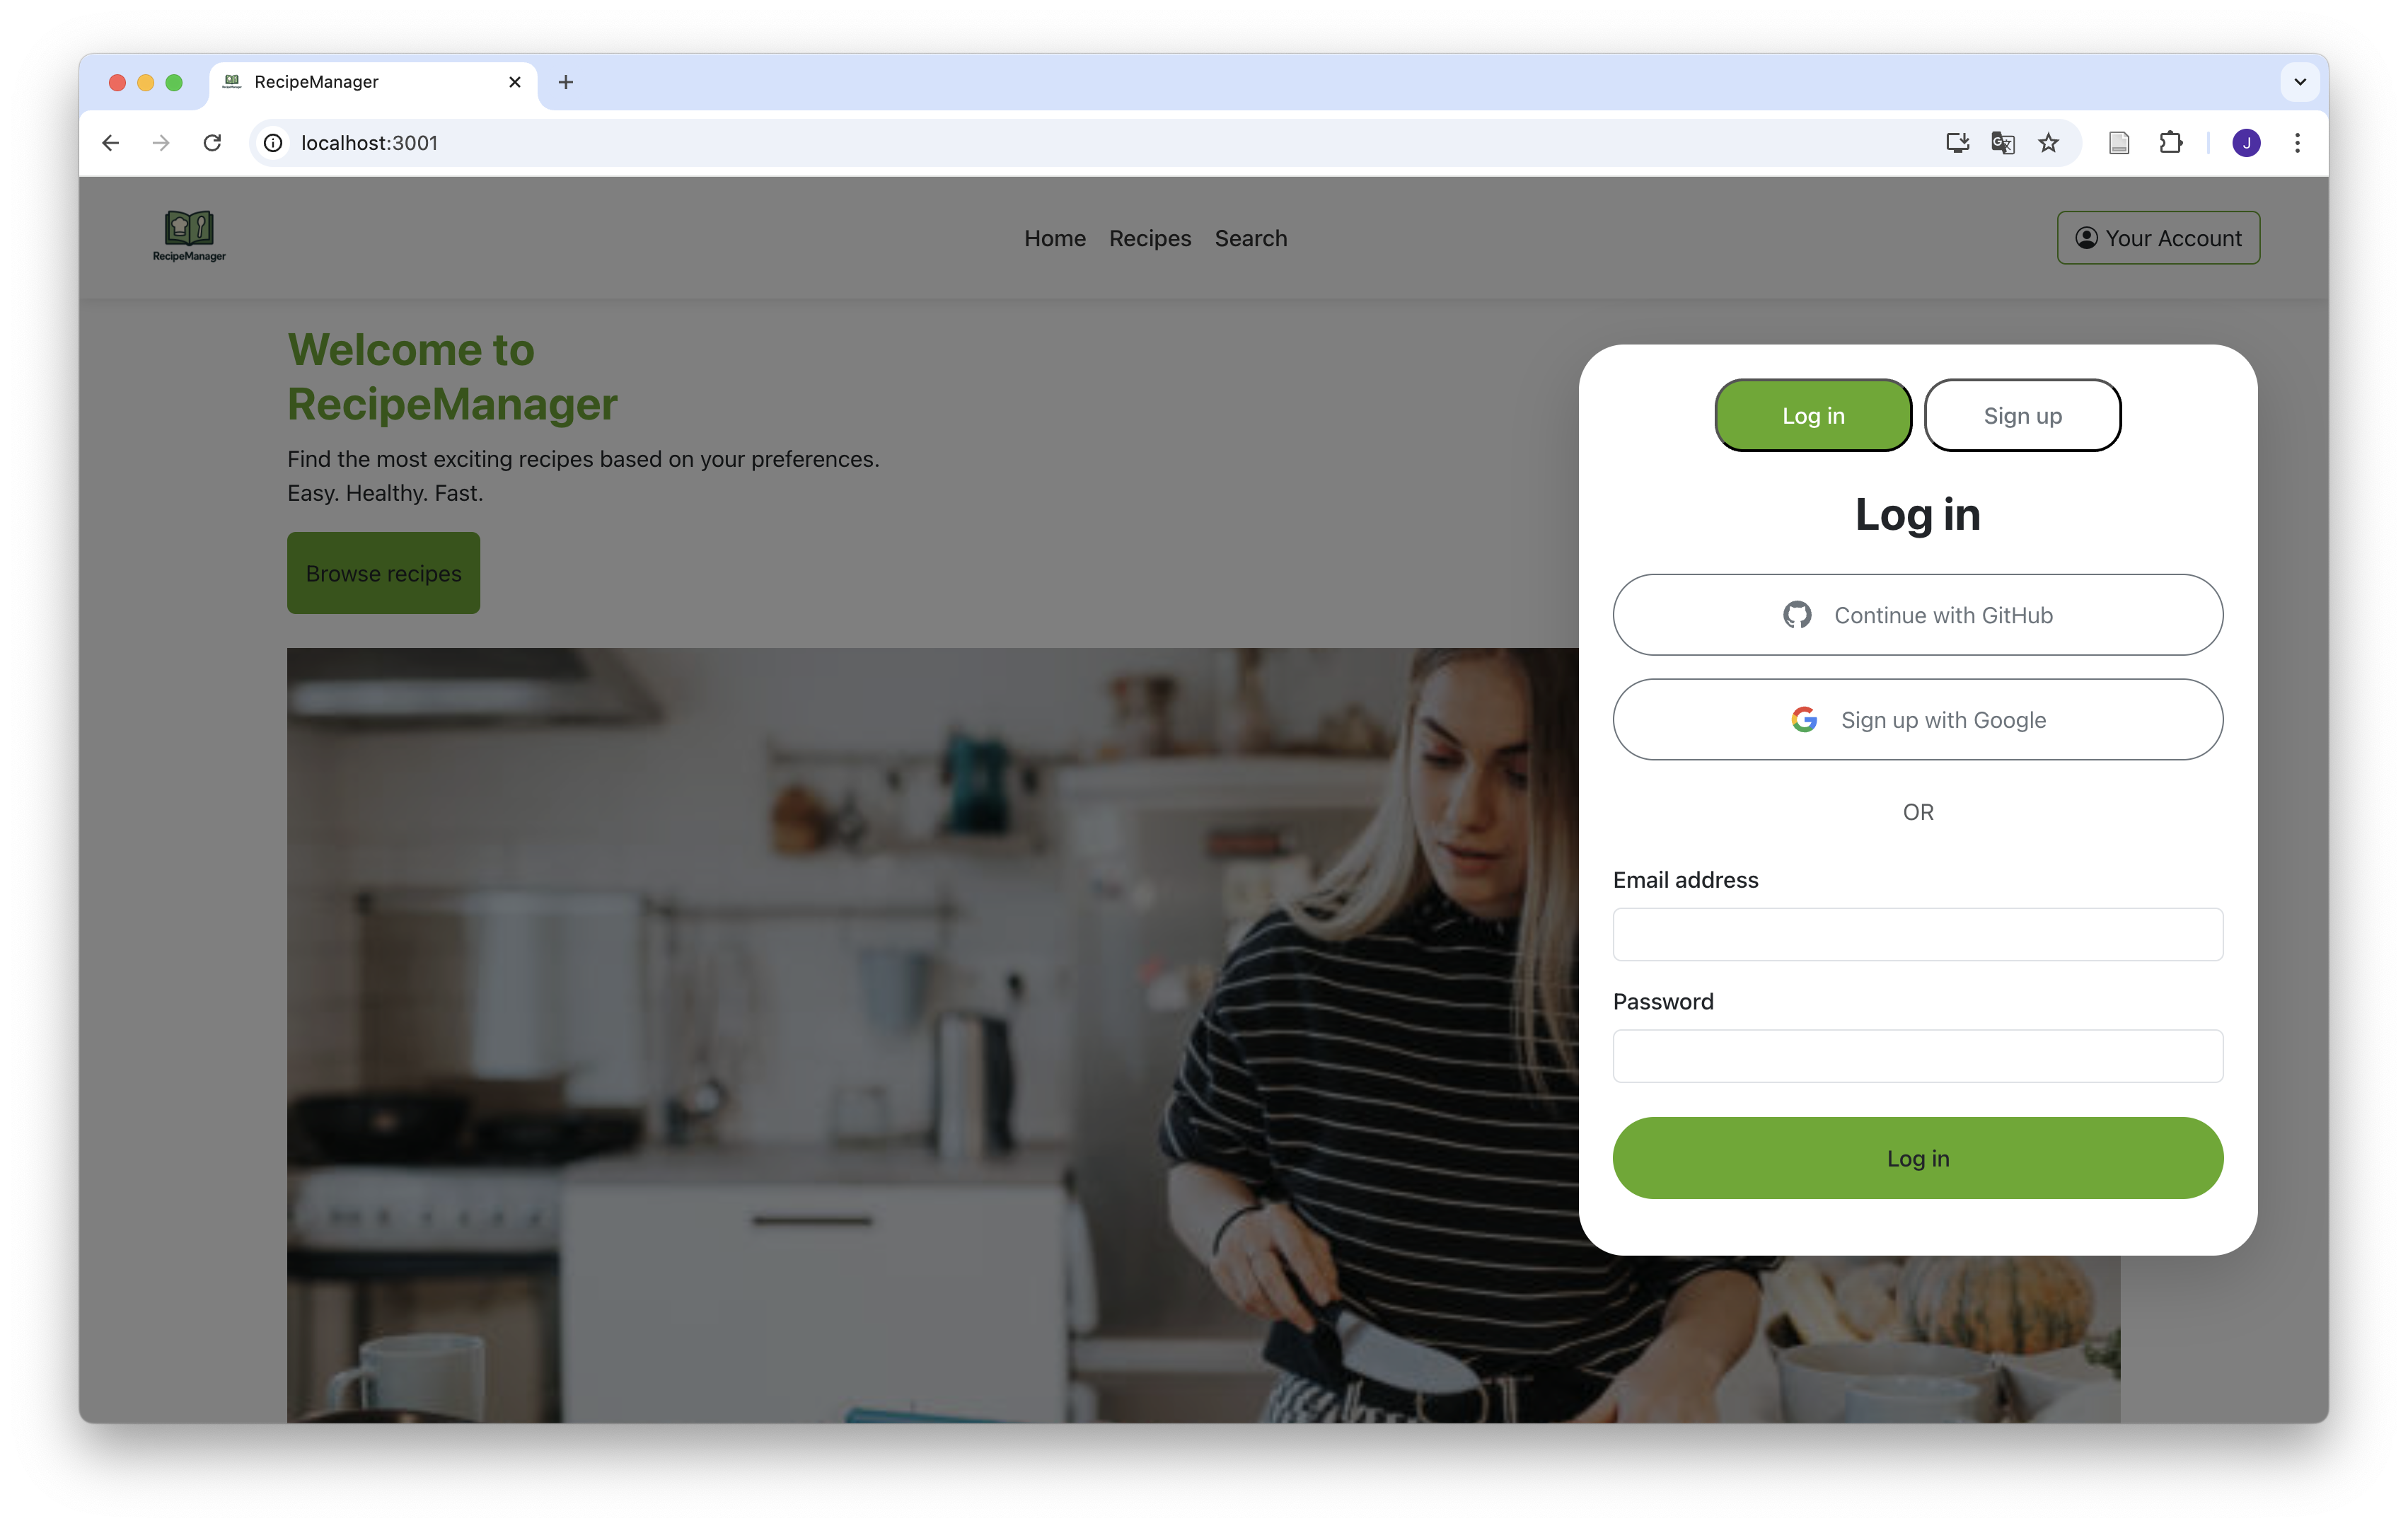 RecipeManager
localhost:3001
J
RecipeManager
Home Recipes Search
Your Account
Welcome to
RecipeManager
Find the most exciting recipes based on your preferences.
Easy. Healthy. Fast.
Browse recipes
Log in
Sign up
Log in
Continue with GitHub
Sign up with Google
OR
Email address
Password
Log in